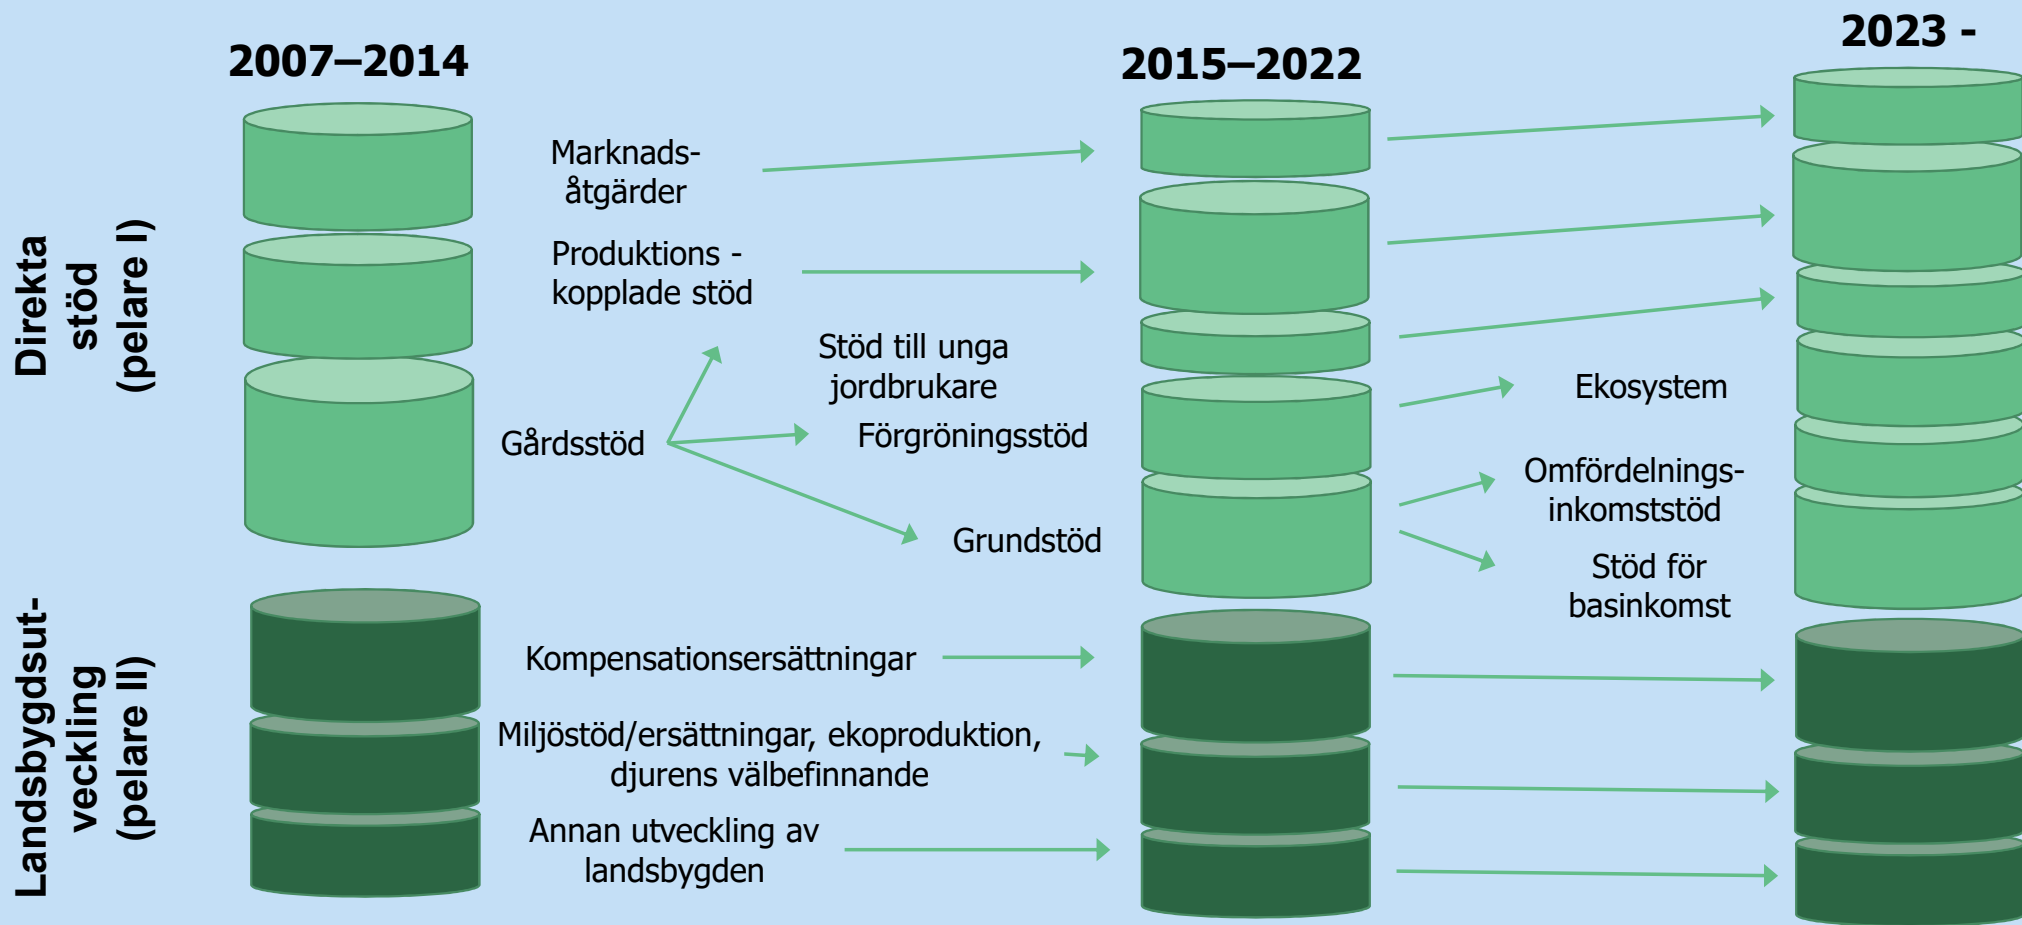 2007–2014
2015–2022
2023 -
Direkta
stöd
(pelare I)
Marknads-
åtgärder
Produktions -
kopplade stöd
Stöd till unga
jordbrukare
Gårdsstöd
Förgröningsstöd
Grundstöd
Ekosystem
Omfördelnings-
inkomststöd
Stöd för
basinkomst
Landsbygdsut-
veckling
(pelare II)
Kompensationsersättningar
Miljöstöd/ersättningar, ekoproduktion,
djurens välbefinnande
Annan utveckling av
landsbygden